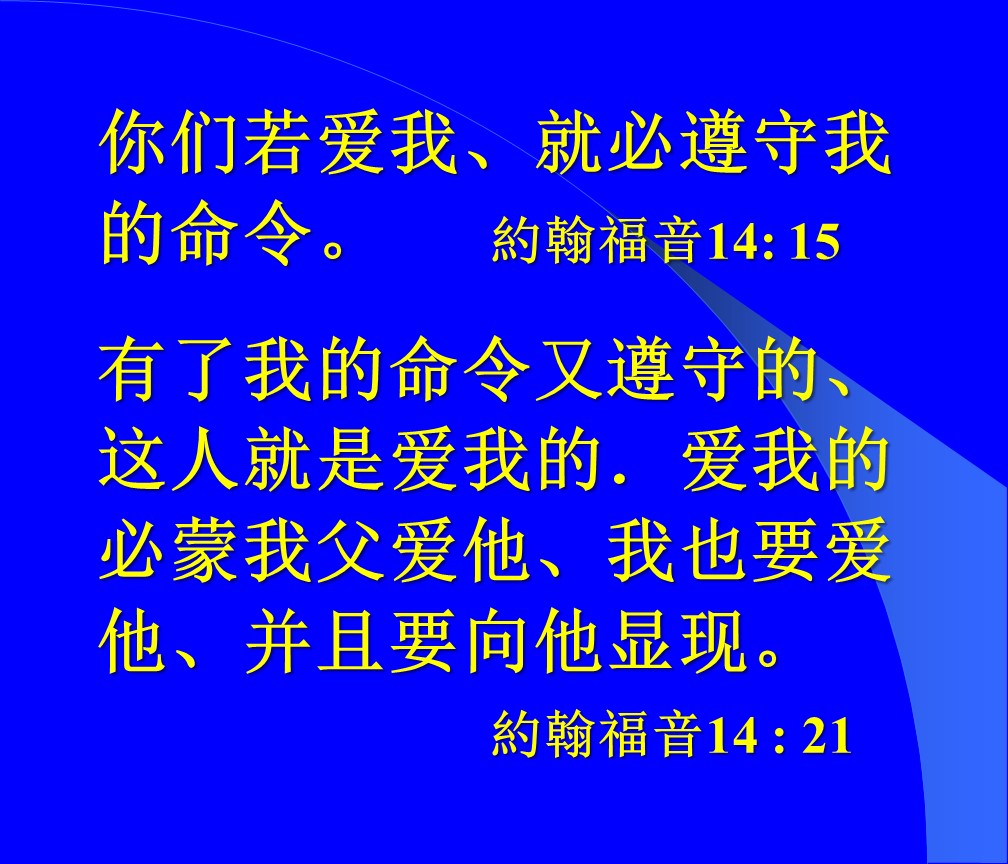 你们若爱我、就必遵守我
的命令。 約翰福音14: 15
有了我的命令又遵守的、
这人就是爱我的．爱我的
必蒙我父爱他、我也要爱
他、并且要向他显现。
約翰福音14 : 21